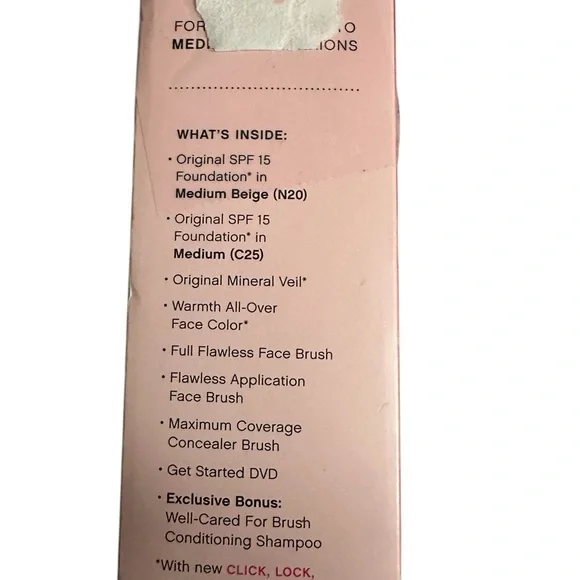 FOR
MED IONS
WHAT'S INSIDE:
• Original SPF 15
Foundation* in
Medium Beige (N20)
• Original SPF 15
Foundation* in
Medium (C25)
• Original Mineral Veil*
• Warmth All-Over
Face Color*
• Full Flawless Face Brush
• Flawless Application
Face Brush
• Maximum Coverage
Concealer Brush
• Get Started DVD
• Exclusive Bonus:
Well-Cared For Brush
Conditioning Shampoo
*With new CLICK, LOCK,